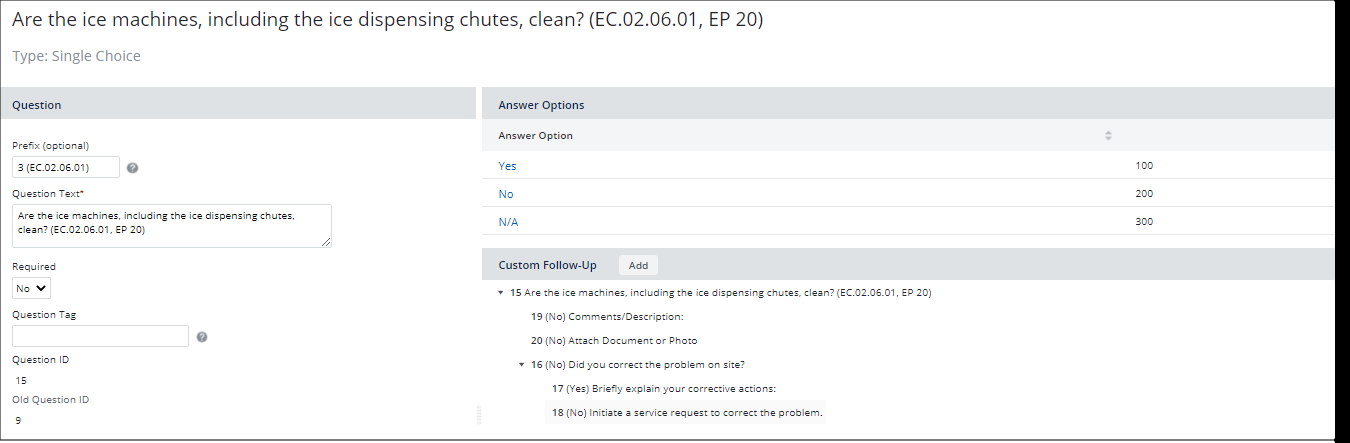 Are the ice machines, including the ice dispensing chutes, clean? (EC.02.06.01, EP 20)
Type: Single Choice
Question
Prefix (optional)
3 (EC.02.06.01)
Question Text*
Are the ice machines, including the ice dispensing chutes,
clean? (EC.02.06.01, EP 20)
Required
No
Question Tag
Question ID
15
Old Question ID
9
Answer Options
Answer Option
Yes 100
No 200
N/A 300
Custom Follow-Up Add
15 Are the ice machines, including the ice dispensing chutes, clean? (EC.02.06.01, EP 20)
19 (No) Comments/Description:
20 (No) Attach Document or Photo
16 (No) Did you correct the problem on site?
17 (Yes) Briefly explain your corrective actions:
18 (No) Initiate a service request to correct the problem.